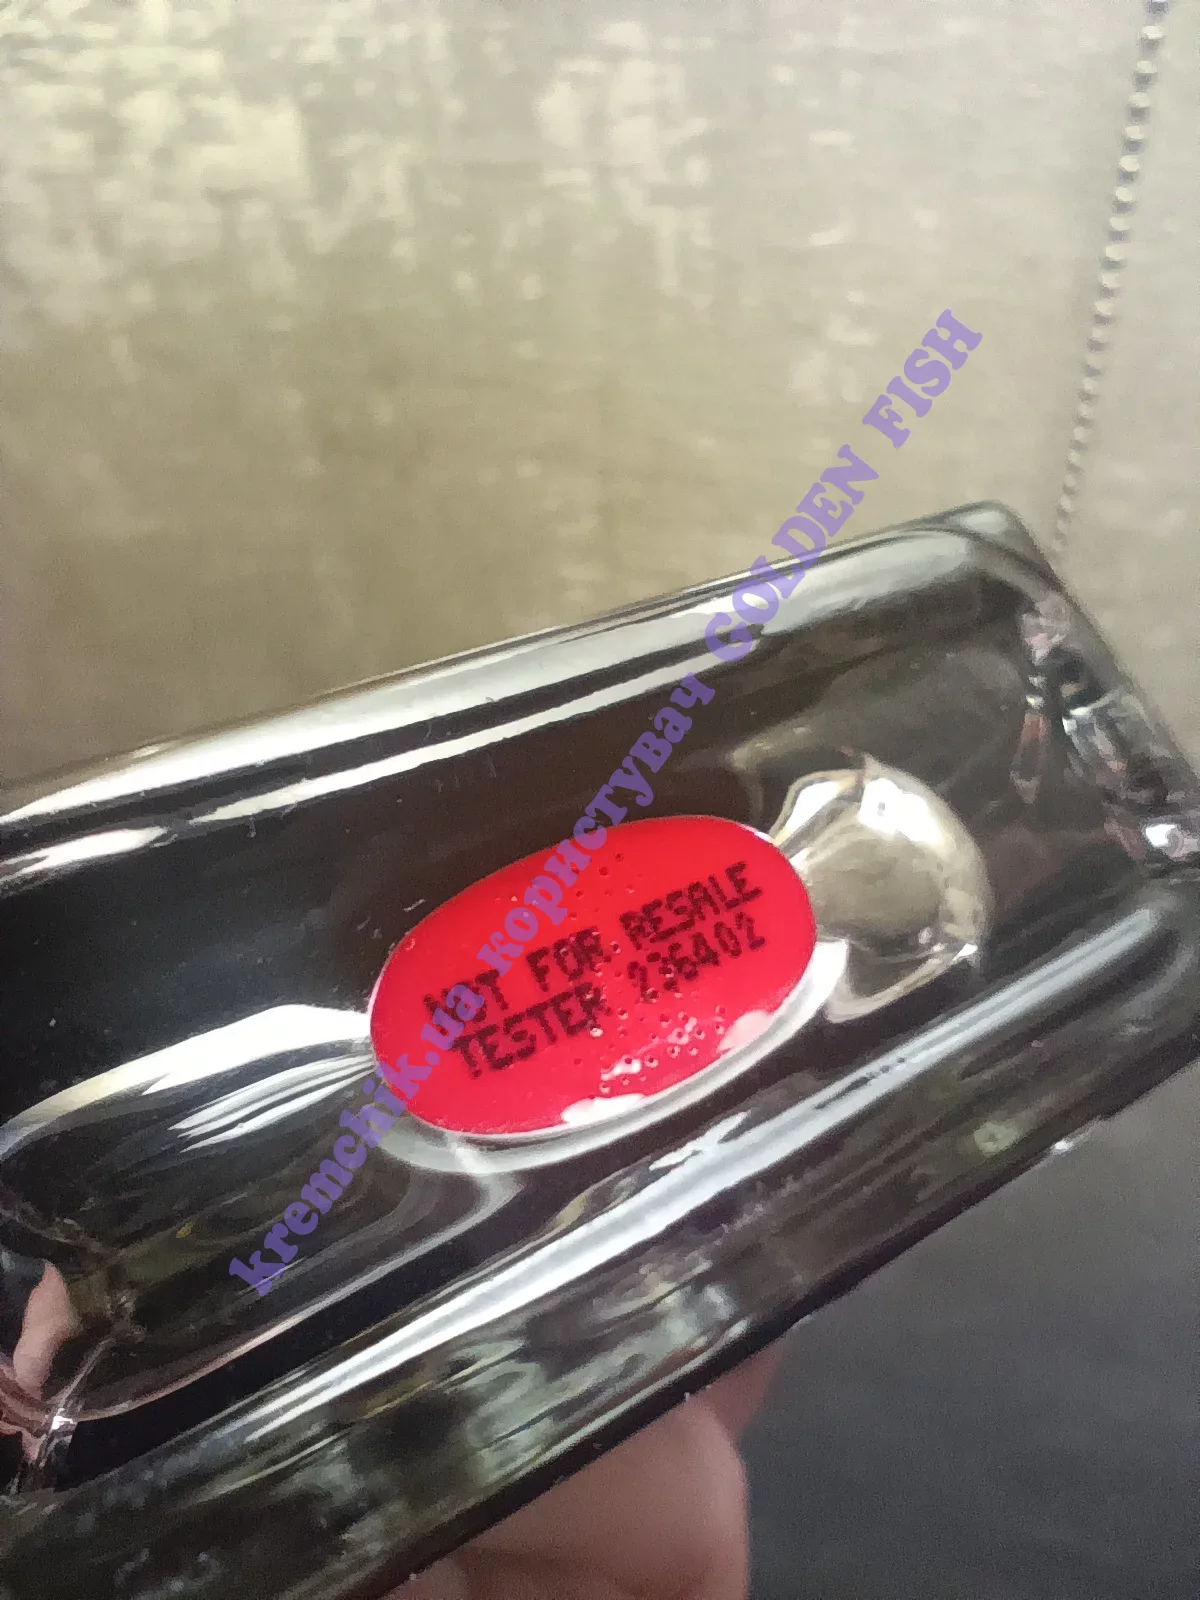 NOT FOR RESALE
TESTER 236402
kremchik.ua користувач GOLDEN FISH